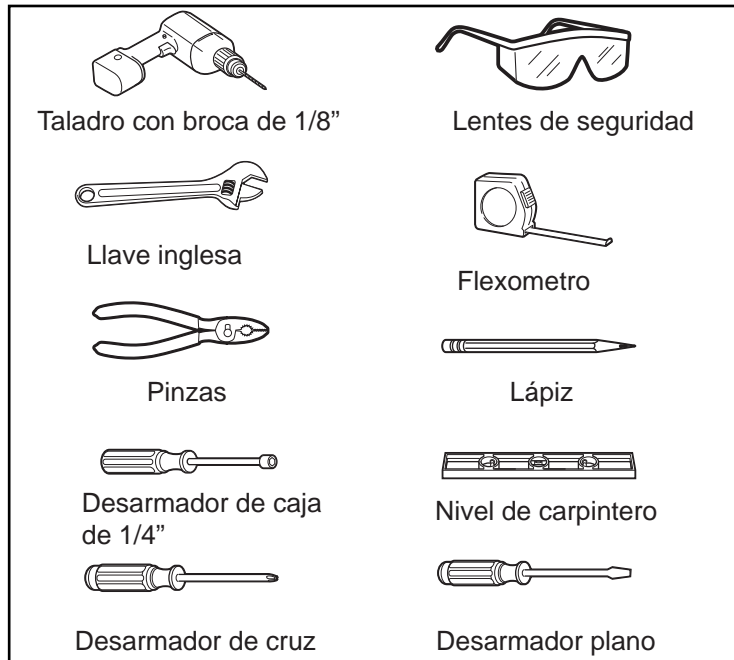 Taladro con broca de 1/8”
Lentes de seguridad
Llave inglesa
Flexometro
Pinzas
Lápiz
Desarmador de caja
de 1/4”
Nivel de carpintero
Desarmador de cruz
Desarmador plano